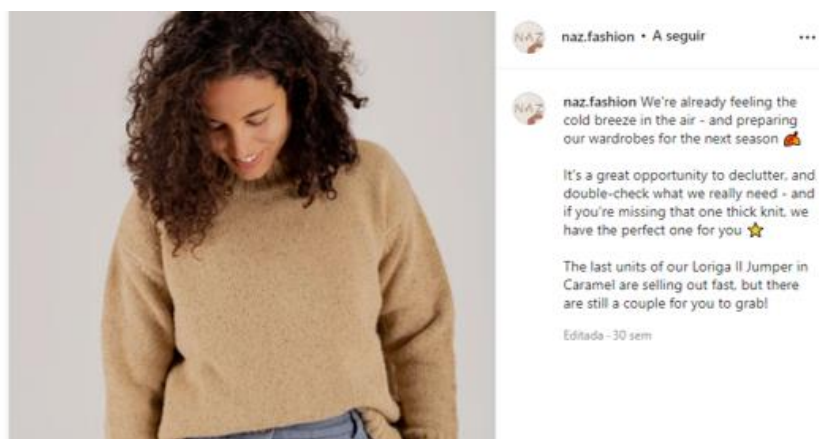 NAZ
naz.fashion • A seguir
...
NAZ
naz.fashion We're already feeling the
cold breeze in the air - and preparing
our wardrobes for the next season 🍂
It's a great opportunity to declutter, and
double-check what we really need - and
if you're missing that one thick knit, we
have the perfect one for you ⭐
The last units of our Loriga II Jumper in
Caramel are selling out fast, but there
are still a couple for you to grab!
Editada - 30 sem